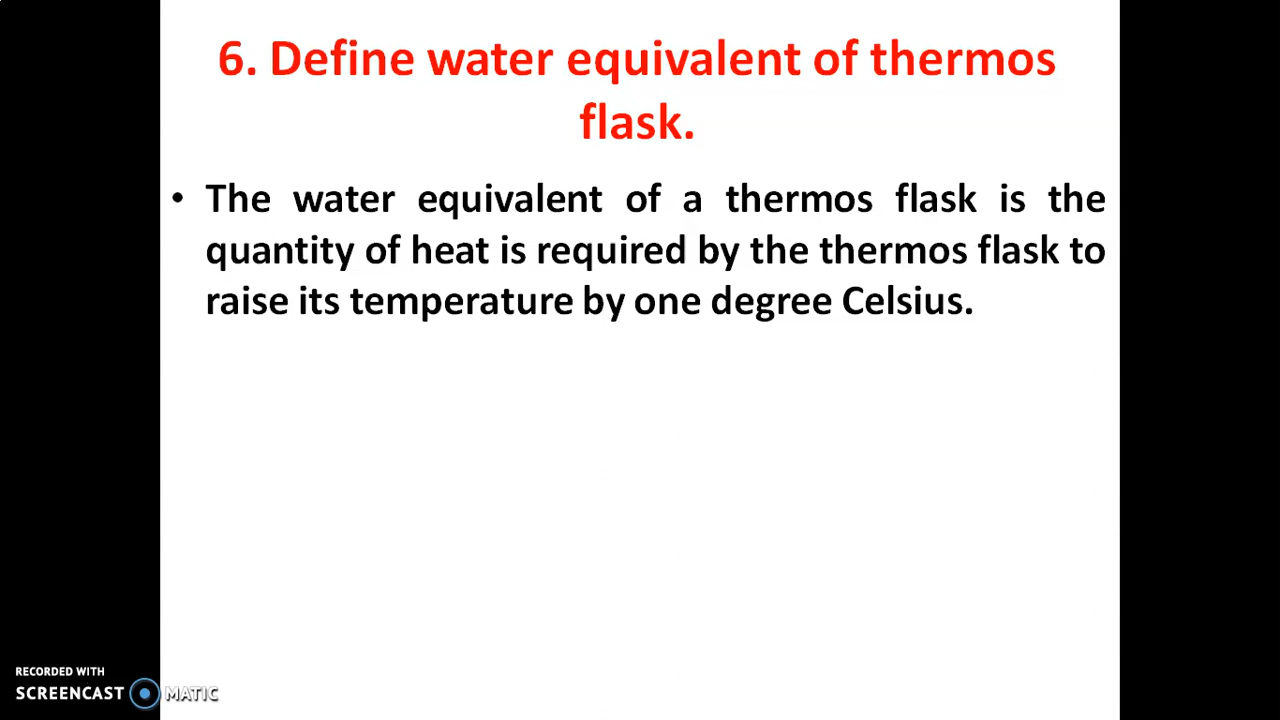 6. Define water equivalent of thermos
flask.
• The water equivalent of a thermos flask is the
quantity of heat is required by the thermos flask to
raise its temperature by one degree Celsius.
RECORDED WITH
SCREENCAST MATIC